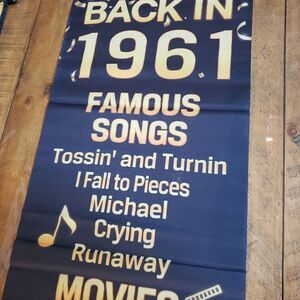 BACK IN
1961
FAMOUS
SONGS
Tossin' and Turnin
I Fall to Pieces
Michael
Crying
Runaway
MOVIES